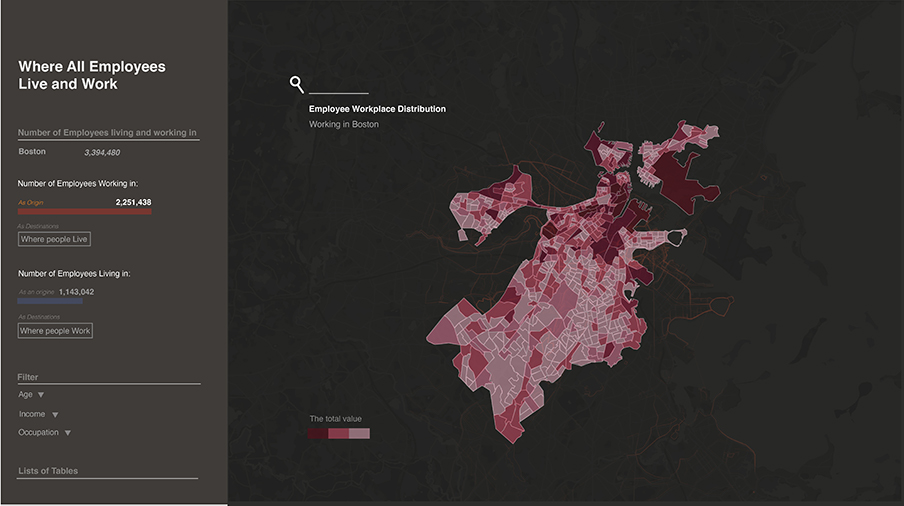 Where All Employees
Live and Work
Number of Employees living and working in
Boston 3,394,480
Number of Employees Working in:
As Origin 2,251,438
As Destinations
Where people Live
Number of Employees Living in:
As an origine 1,143,042
As Destinations
Where people Work
Filter
Age
Income
Occupation
Lists of Tables
Employee Workplace Distribution
Working in Boston
The total value